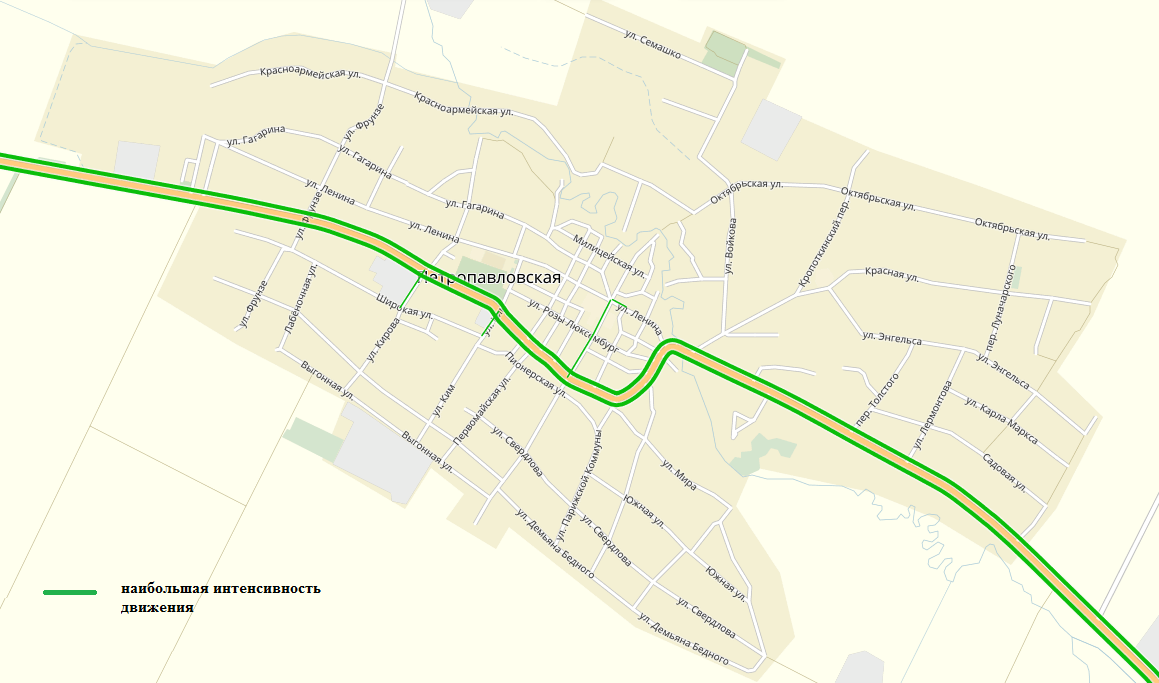 ул. Семашко
Красноармейская ул.
Красноармейская ул.
ул. Фрунзе
ул. Гагарина
ул. Гагарина
Октябрьская ул.
Октябрьская ул.
Октябрьская ул.
ул. Ленина
ул. Гагарина
ул. Ленина
Кропоткинский пер.
ул. Войкова
Милицейская ул.
Красная ул.
Петропавловская
ул. Фрунзе
Лабёночная ул.
Широкая ул.
ул. Розы Люксембург
ул. Ленина
пер. Луначарского
ул. Кирова
ул. Энгельса
ул. Энгельса
Пионерская ул.
Выгонная ул.
ул. Ким
Первомайская ул.
пер. Толстого
ул. Лермонтова
ул. Карла Маркса
Выгонная ул.
ул. Свердлова
ул. Парижской Коммуны
ул. Мира
Садовая ул.
Южная ул.
ул. Демьяна Бедного
ул. Свердлова
Южная ул.
ул. Свердлова
ул. Демьяна Бедного
наибольшая интенсивность
движения